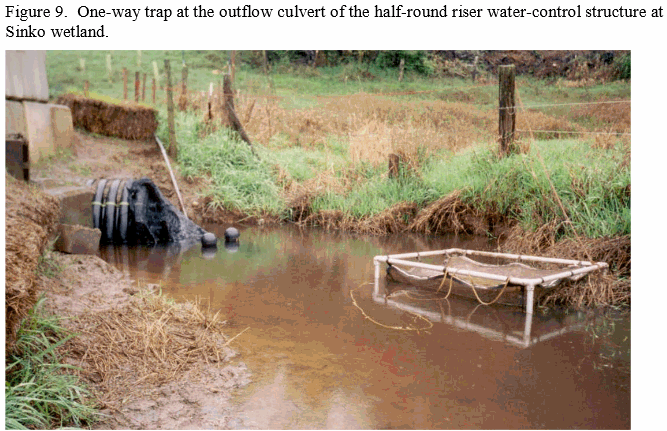 Figure 9.  One-way trap at the outflow culvert of the half-round riser water-control structure at
Sinko wetland.